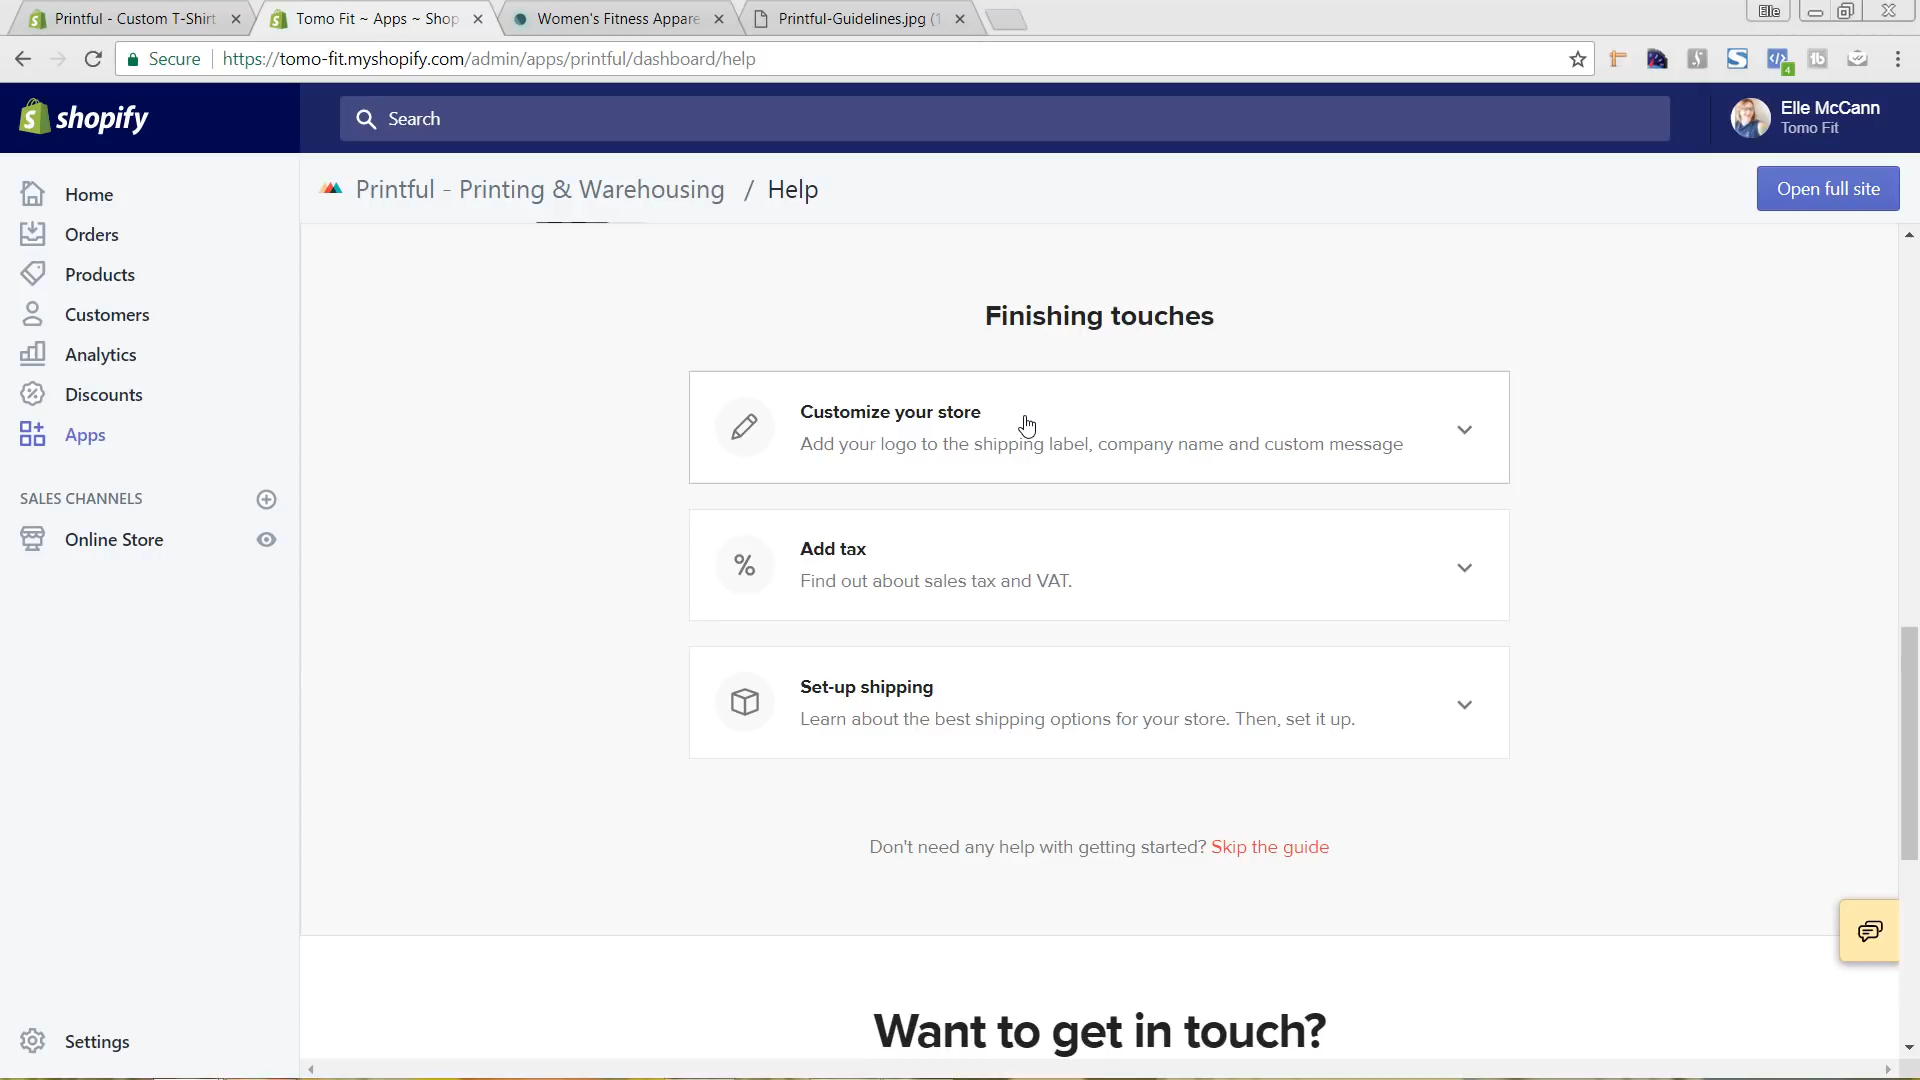 Printful - Custom T-Shirt
Tomo Fit ~ Apps ~ Shop
Women's Fitness Appare
Printful-Guidelines.jpg (1
Elle
Secure
https://tomo-fit.myshopify.com/admin/apps/printful/dashboard/help
4
shopify
Search
Elle McCann
Tomo Fit
Printful - Printing & Warehousing / Help
Open full site
Home
Orders
Products
Customers
Analytics
Discounts
Apps
SALES CHANNELS
Online Store
Settings
Finishing touches
Customize your store
Add your logo to the shipping label, company name and custom message
%
Add tax
Find out about sales tax and VAT.
Set-up shipping
Learn about the best shipping options for your store. Then, set it up.
Don't need any help with getting started? Skip the guide
Want to get in touch?